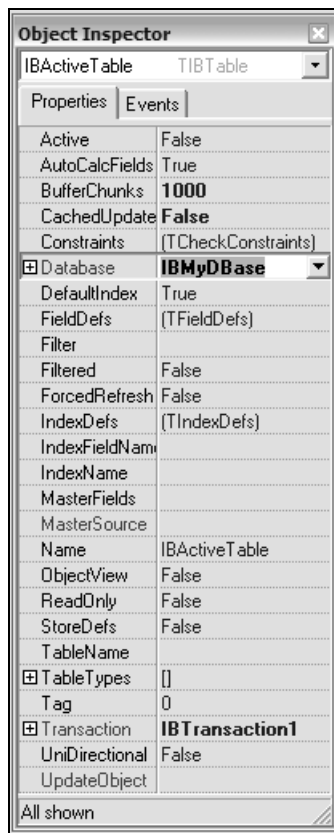 Object Inspector
IBActiveTable TIBTable
Properties Events
Active False
AutoCalcFields True
BufferChunks 1000
CachedUpdate False
Constraints (TCheckConstraints)
Database IBMyDBase
DefaultIndex True
FieldDefs (TFieldDefs)
Filter
Filtered False
ForcedRefresh False
IndexDefs (TIndexDefs)
IndexFieldNam
IndexName
MasterFields
MasterSource
Name IBActiveTable
ObjectView False
ReadOnly False
StoreDefs False
TableName
TableTypes []
Tag 0
Transaction IBTransaction1
UniDirectional False
UpdateObject
All shown